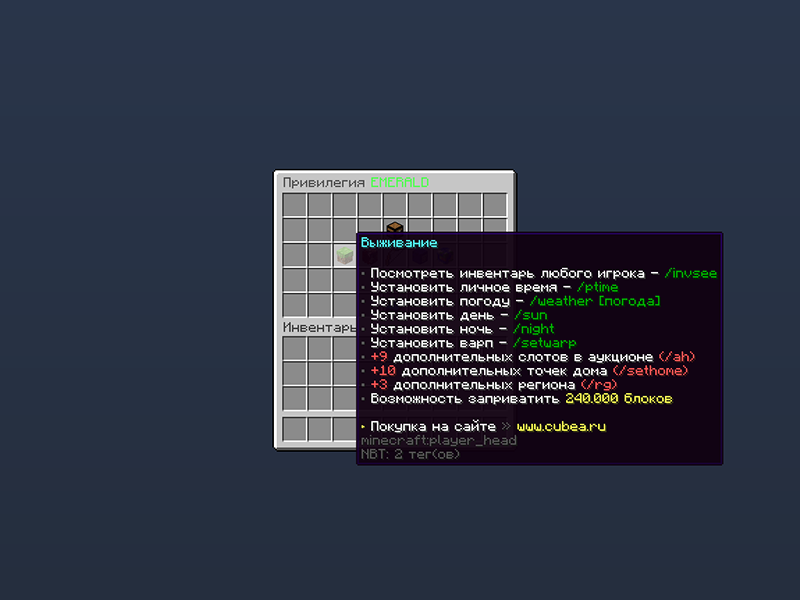 Привилегия EMERALD
Выживание
· Посмотреть инвентарь любого игрока - /invsee
· Установить личное время - /ptime
· Установить погоду - /weather [погода]
· Установить день - /sun
· Установить ночь - /night
· Установить варп - /setwarp
Инвентарь
· +9 дополнительных слотов в аукционе (/ah)
· +10 дополнительных точек дома (/sethome)
· +3 дополнительных региона (/rg)
· Возможность заприватить 240.000 блоков
‣ Покупка на сайте » www.cubea.ru
minecraft:player_head
NBT: 2 тег(ов)